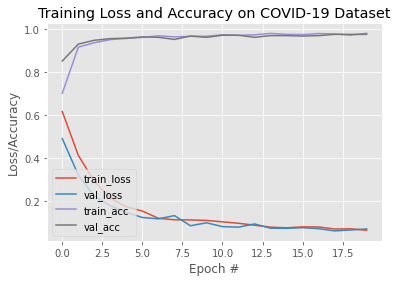 Training Loss and Accuracy on COVID-19 Dataset
Loss/Accuracy
1.0
0.8
0.6
0.4
0.2
train_loss
val_loss
train_acc
val_acc
0.0 2.5 5.0 7.5 10.0 12.5 15.0 17.5
Epoch #